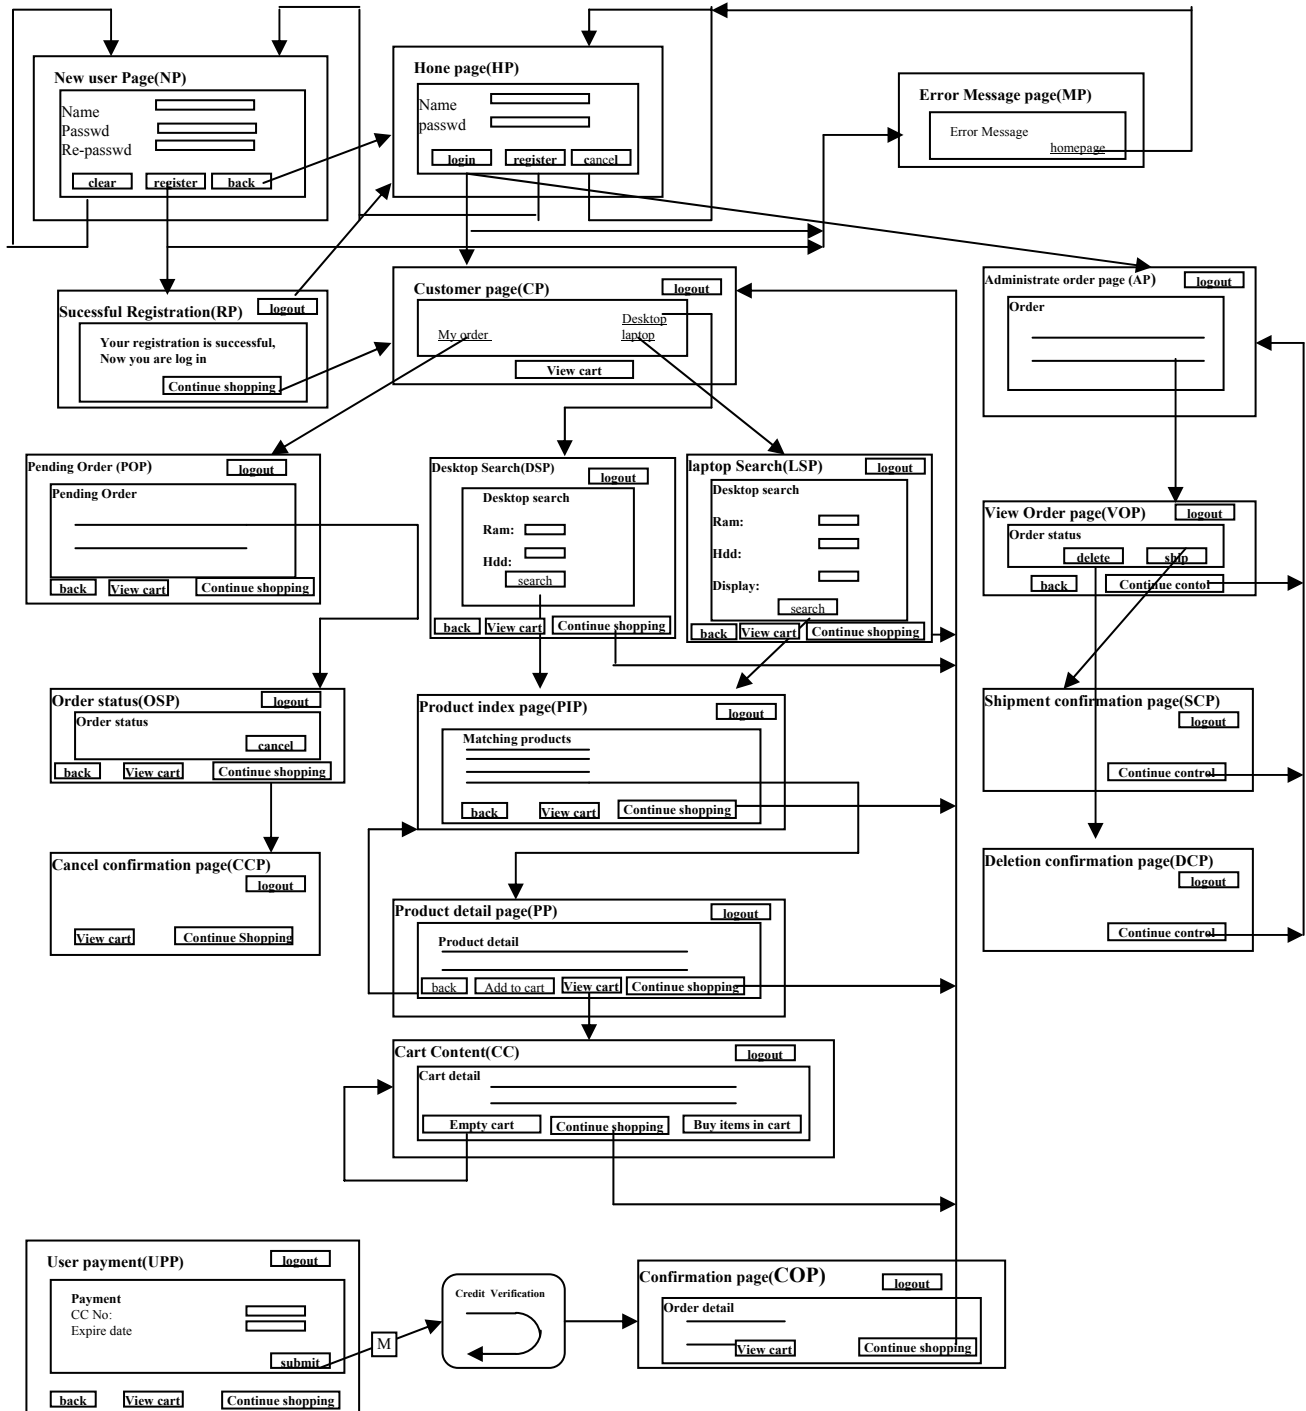 New user Page(NP)
Name
Passwd
Re-passwd
clear
register
back
Hone page(HP)
Name
passwd
login
register
cancel
Error Message page(MP)
Error Message
homepage
Sucessful Registration(RP)
logout
Your registration is successful,
Now you are log in
Continue shopping
Customer page(CP)
logout
My order
Desktop
laptop
View cart
Administrate order page (AP)
logout
Order
Pending Order (POP)
logout
Pending Order
back
View cart
Continue shopping
Desktop Search(DSP)
logout
Desktop search
Ram:
Hdd:
search
back
View cart
Continue shopping
laptop Search(LSP)
logout
Desktop search
Ram:
Hdd:
Display:
search
back
View cart
Continue shopping
View Order page(VOP)
logout
Order status
delete
ship
back
Continue contol
Order status(OSP)
logout
Order status
cancel
back
View cart
Continue shopping
Product index page(PIP)
logout
Matching products
back
View cart
Continue shopping
Shipment confirmation page(SCP)
logout
Continue control
Cancel confirmation page(CCP)
logout
View cart
Continue Shopping
Product detail page(PP)
logout
Product detail
back
Add to cart
View cart
Continue shopping
Deletion confirmation page(DCP)
logout
Continue control
Cart Content(CC)
logout
Cart detail
Empty cart
Continue shopping
Buy items in cart
User payment(UPP)
logout
Payment
CC No:
Expire date
submit
back
View cart
Continue shopping
M
Credit Verification
Confirmation page(COP)
logout
Order detail
View cart
Continue shopping